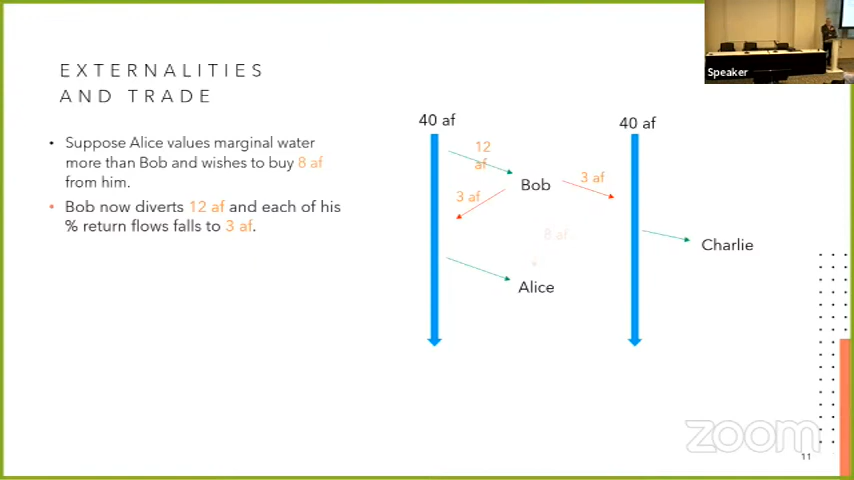 EXTERNALITIES
AND TRADE
• Suppose Alice values marginal water
more than Bob and wishes to buy 8 af
from him.
• Bob now diverts 12 af and each of his
% return flows falls to 3 af.
40 af
40 af
12
af
Bob
3 af
3 af
8 af
Charlie
Alice
Speaker
zoom
11